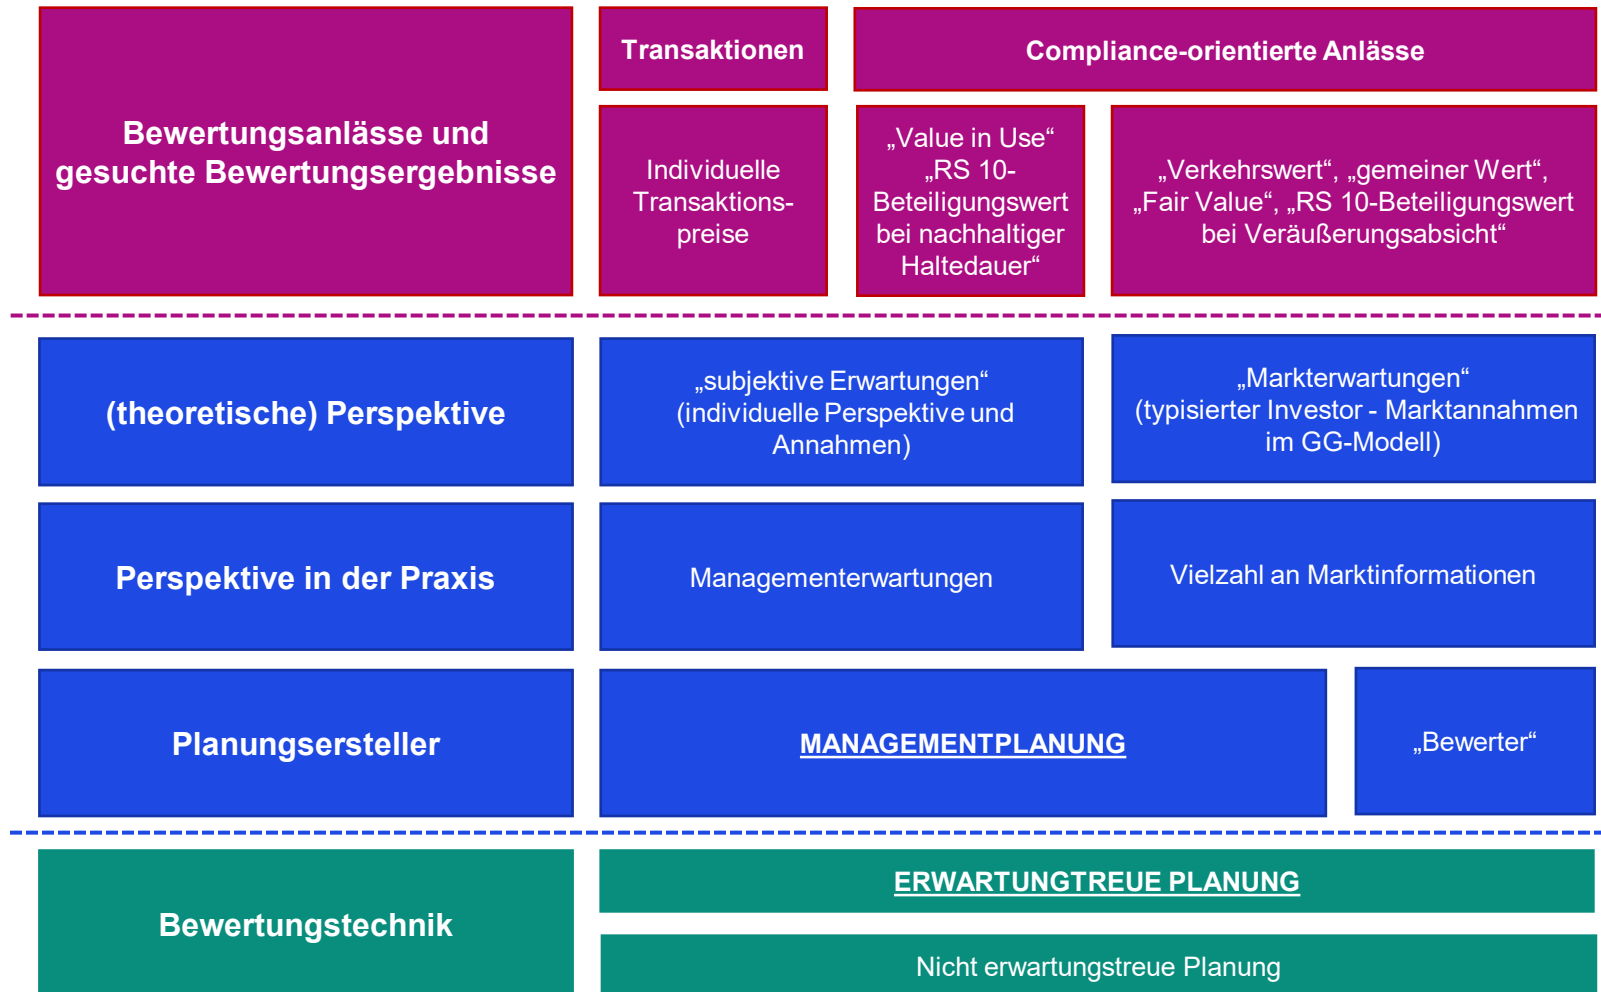 Bewertungsanlässe und
gesuchte Bewertungsergebnisse
Transaktionen
Compliance-orientierte Anlässe
Individuelle
Transaktions-
preise
„Value in Use“
„RS 10-
Beteiligungswert
bei nachhaltiger
Haltedauer“
„Verkehrswert“, „gemeiner Wert“,
„Fair Value“, „RS 10-Beteiligungswert
bei Veräußerungsabsicht“
(theoretische) Perspektive
„subjektive Erwartungen“
(individuelle Perspektive und
Annahmen)
„Markterwartungen“
(typisierter Investor - Marktannahmen
im GG-Modell)
Perspektive in der Praxis
Managementerwartungen
Vielzahl an Marktinformationen
Planungsersteller
MANAGEMENTPLANUNG
„Bewerter“
Bewertungstechnik
ERWARTUNGTREUE PLANUNG
Nicht erwartungstreue Planung